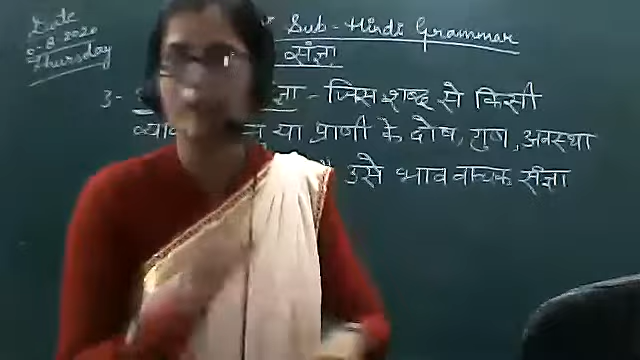 Date
8.2020
Thursday
Sub - Hindi Grammar
संज्ञा
3- - जिस शब्द से किसी
या प्राणी के दोष, गुण, अवस्था
उसे भाव वाचक संज्ञा